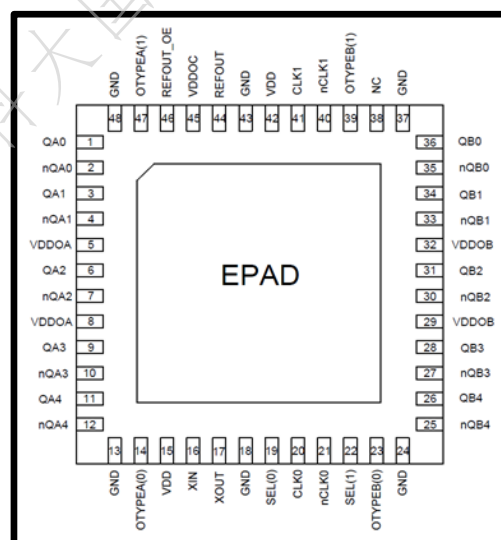 GND
OTYPEA(1)
REFOUT_OE
VDDOC
REFOUT
GND
VDD
CLK1
nCLK1
OTYPEB(1)
NC
GND
48 47 46 45 44 43 42 41 40 39 38 37
QA0 1
nQA0 2
QA1 3
nQA1 4
VDDOA 5
QA2 6
nQA2 7
VDDOA 8
QA3 9
nQA3 10
QA4 11
nQA4 12
EPAD
36 QB0
35 nQB0
34 QB1
33 nQB1
32 VDDOB
31 QB2
30 nQB2
29 VDDOB
28 QB3
27 nQB3
26 QB4
25 nQB4
13 14 15 16 17 18 19 20 21 22 23 24
GND
OTYPEA(0)
VDD
XIN
XOUT
GND
SEL(0)
CLK0
nCLK0
SEL(1)
OTYPEB(0)
GND